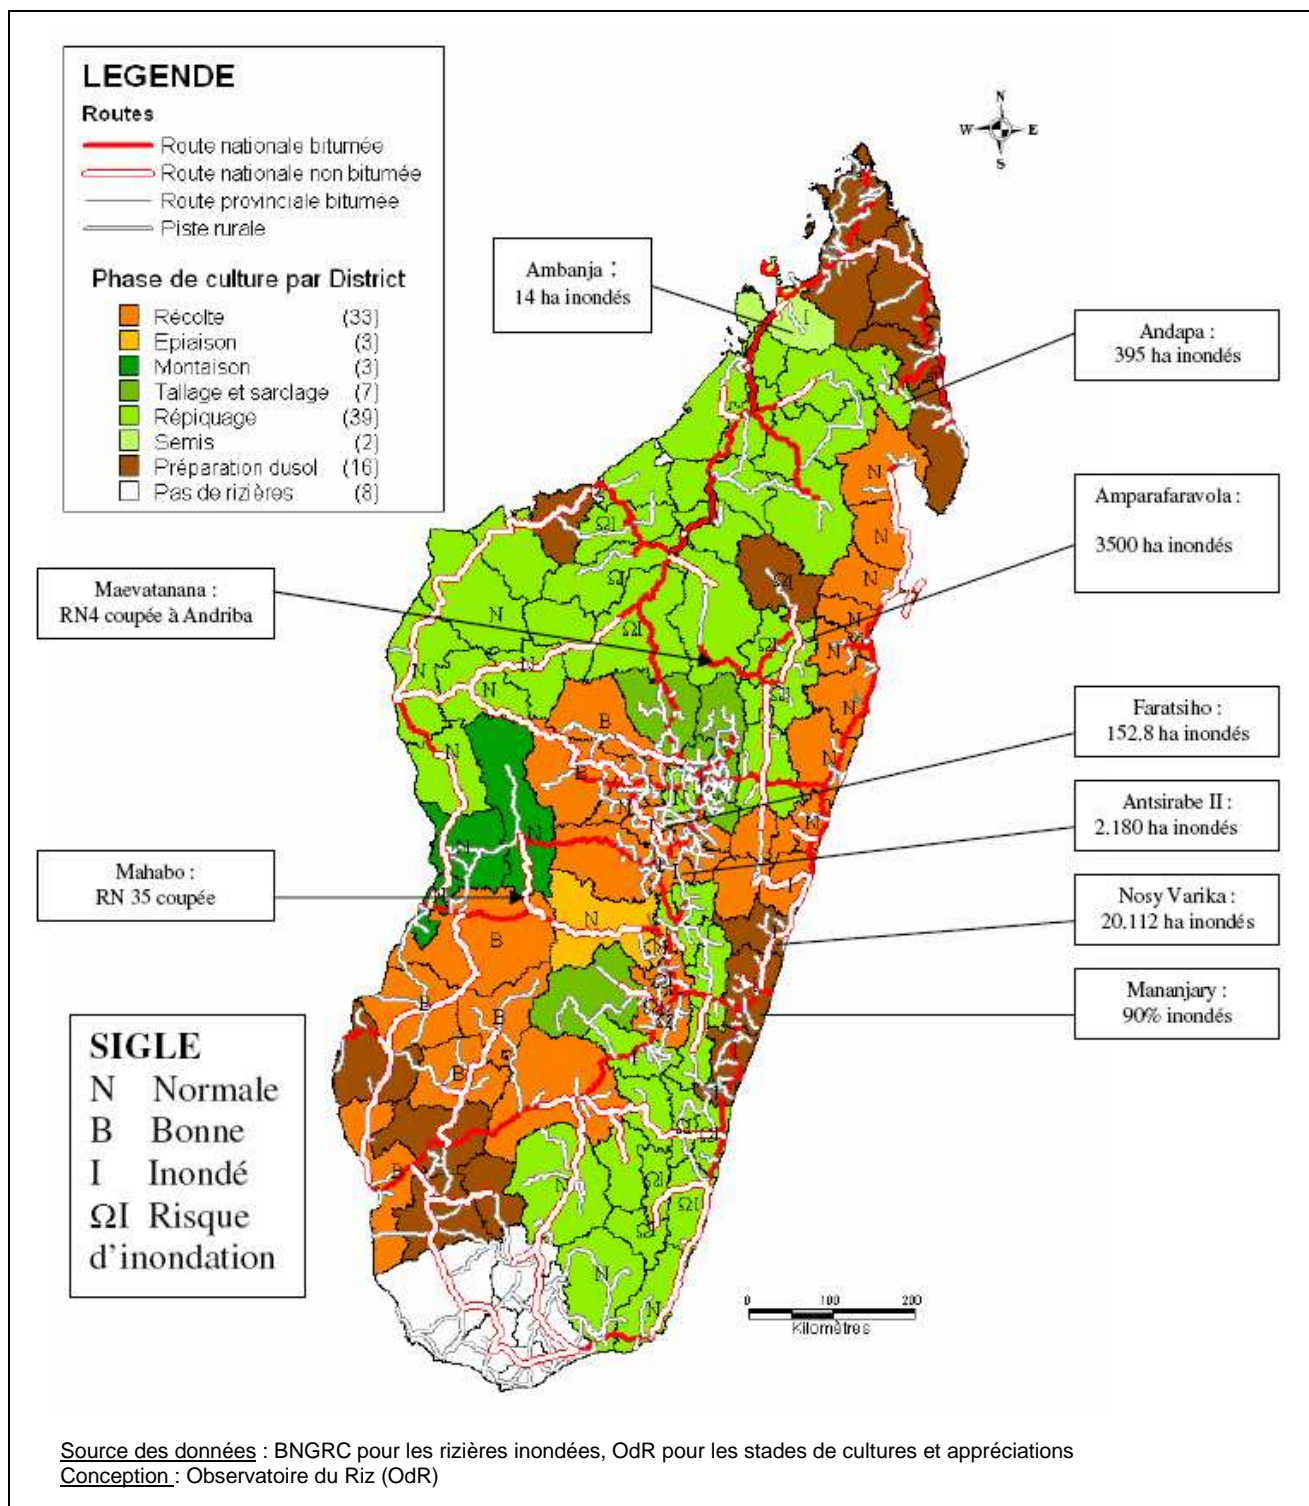 LEGENDE
Routes
Route nationale bitumée
Route nationale non bitumée
Route provinciale bitumée
Piste rurale
Phase de culture par District
Récolte (33)
Epiaison (3)
Montaison (3)
Tallage et sarclage (7)
Répiquage (39)
Semis (2)
Préparation dusol (16)
Pas de rizières (8)
N
W E
S
Ambanja :
14 ha inondés
Andapa :
395 ha inondés
Amparafaravola :
3500 ha inondés
Maevatanana :
RN4 coupée à Andriba
Faratsiho :
152.8 ha inondés
Antsirabe II :
2.180 ha inondés
Mahabo :
RN 35 coupée
Nosy Varika :
20.112 ha inondés
Mananjary :
90% inondés
SIGLE
N Normale
B Bonne
I Inondé
ΩI Risque
d’inondation
0 100 200
Kilomètres
Source des données : BNGRC pour les rizières inondées, OdR pour les stades de cultures et appréciations
Conception : Observatoire du Riz (OdR)